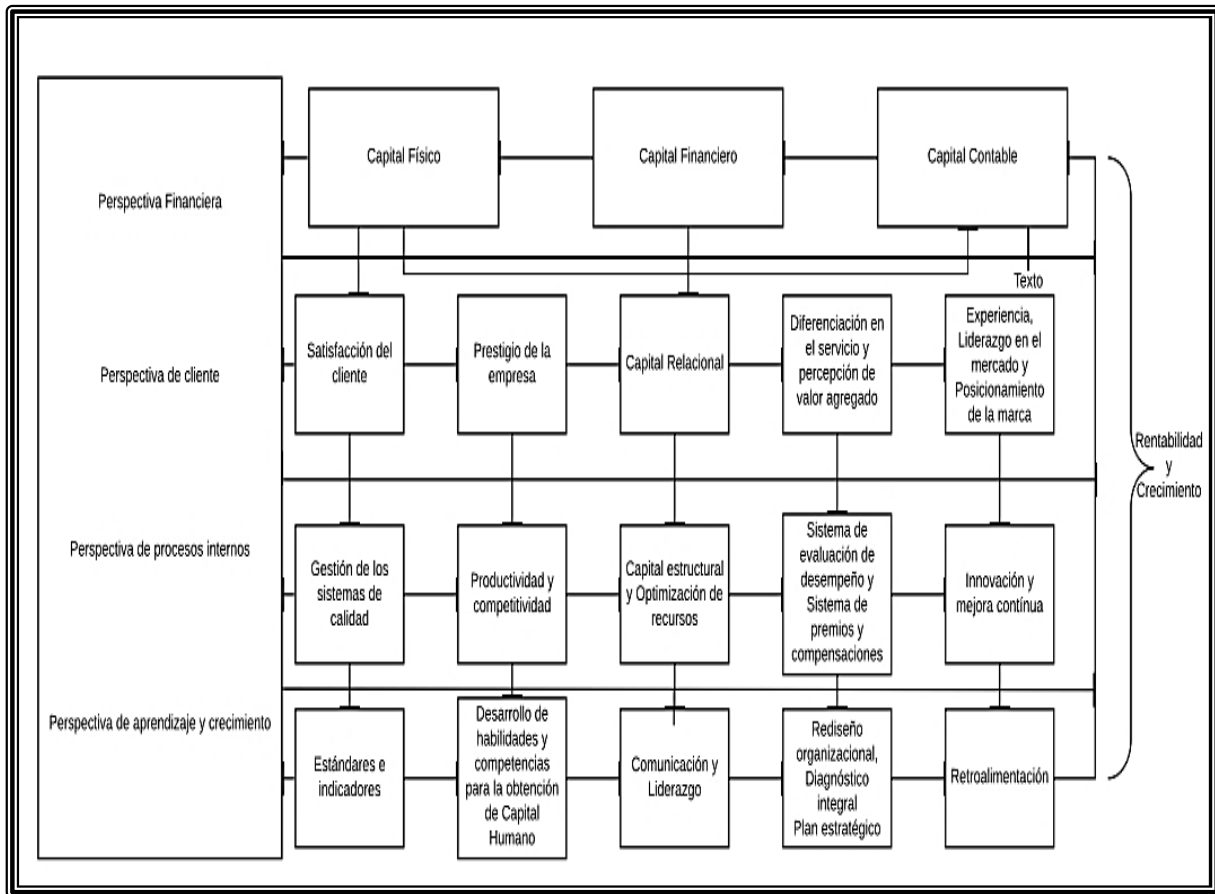 Capital Físico
Capital Financiero
Capital Contable
Perspectiva Financiera
Texto
Perspectiva de cliente
Satisfacción del
cliente
Prestigio de la
empresa
Capital Relacional
Diferenciación en
el servicio y
percepción de
valor agregado
Experiencia,
Liderazgo en el
mercado y
Posicionamiento
de la marca
Rentabilidad
y
Crecimiento
Perspectiva de procesos internos
Gestión de los
sistemas de
calidad
Productividad y
competitividad
Capital estructural
y Optimización de
recursos
Sistema de
evaluación de
desempeño y
Sistema de
premios y
compensaciones
Innovación y
mejora contínua
Perspectiva de aprendizaje y crecimiento
Estándares e
indicadores
Desarrollo de
habilidades y
competencias
para la obtención
de Capital
Humano
Comunicación y
Liderazgo
Rediseño
organizacional,
Diagnóstico
integral
Plan estratégico
Retroalimentación